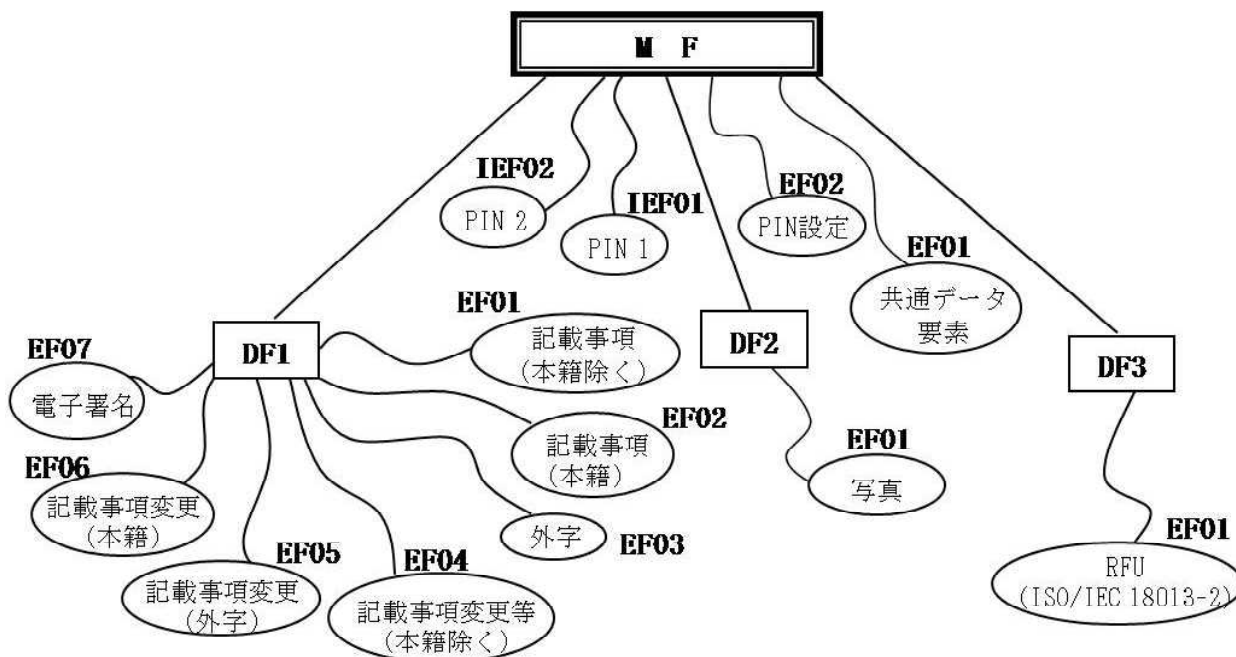 M F
IEF02
PIN 2
IEF01
PIN 1
EF02
PIN設定
EF01
共通データ
要素
DF1
DF2
DF3
EF01
記載事項
(本籍除く)
EF02
記載事項
(本籍)
外字
EF03
EF04
記載事項変更等
(本籍除く)
EF05
記載事項変更
(外字)
EF06
記載事項変更
(本籍)
EF07
電子署名
EF01
写真
EF01
RFU
(ISO/IEC 18013-2)